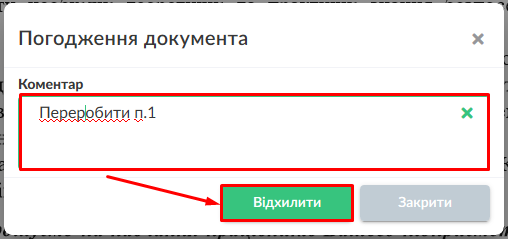 Погодження документа
Коментар
Переробити п.1
Відхилити
Закрити